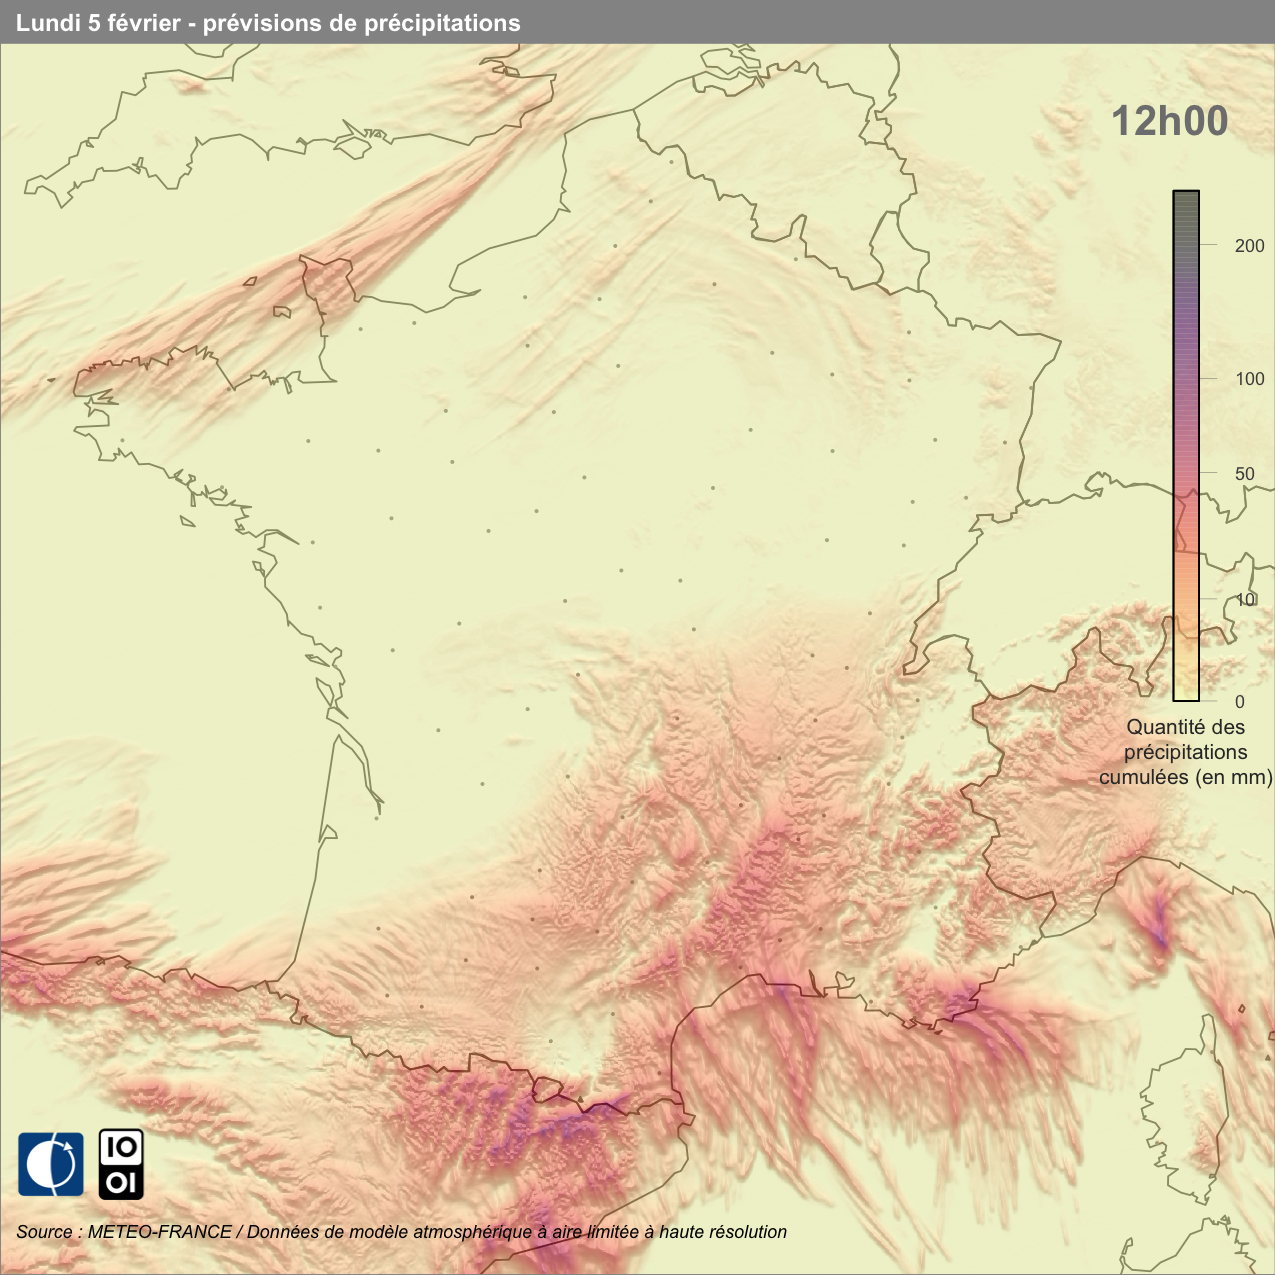 Lundi 5 février - prévisions de précipitations
12h00
200
100
50
10
0
Quantité des
précipitations
cumulées (en mm)
IO
OI
Source : METEO-FRANCE / Données de modèle atmosphérique à aire limitée à haute résolution